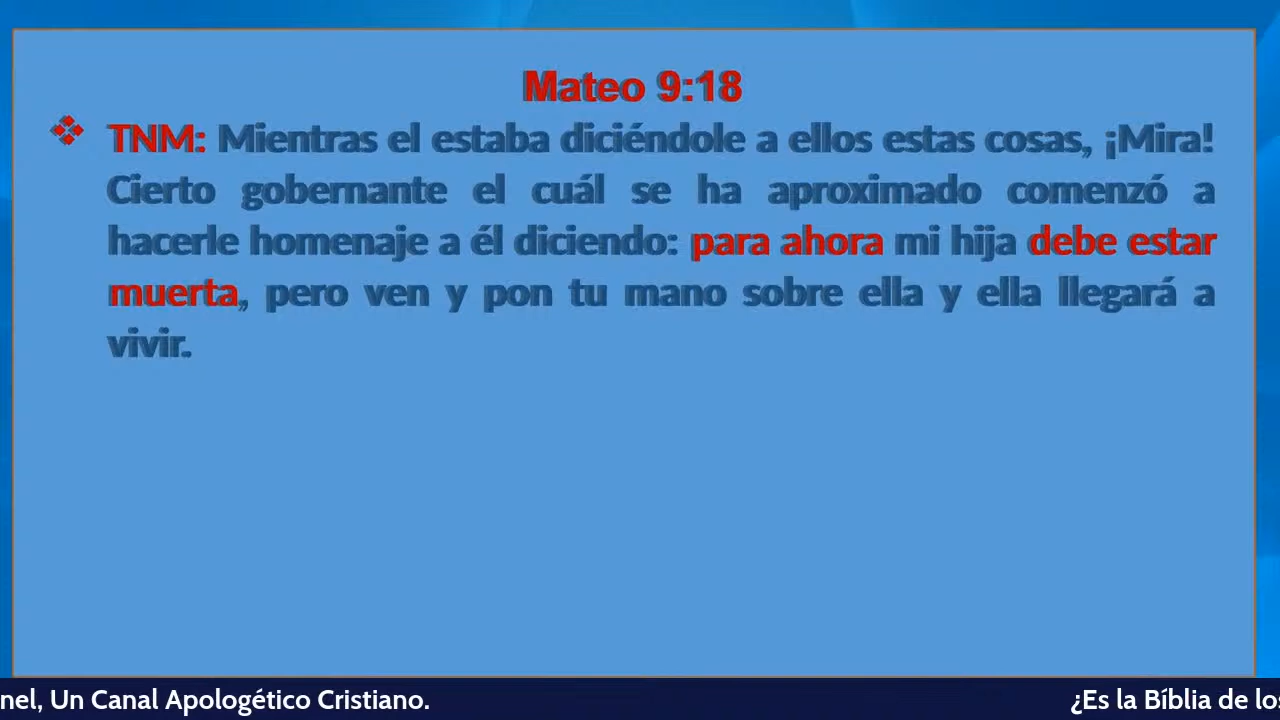 Mateo 9:18
TNM: Mientras el estaba diciéndole a ellos estas cosas, ¡Mira!
Cierto gobernante el cuál se ha aproximado comenzó a
hacerle homenaje a él diciendo: para ahora mi hija debe estar
muerta, pero ven y pon tu mano sobre ella y ella llegará a
vivir.
nel, Un Canal Apologético Cristiano. ¿Es la Bíblia de los